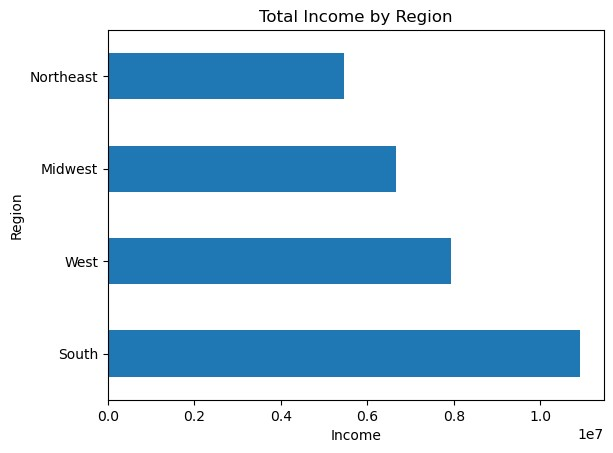 Total Income by Region
Northeast
Midwest
West
South
Region
0.0 0.2 0.4 0.6 0.8 1.0
1e7
Income